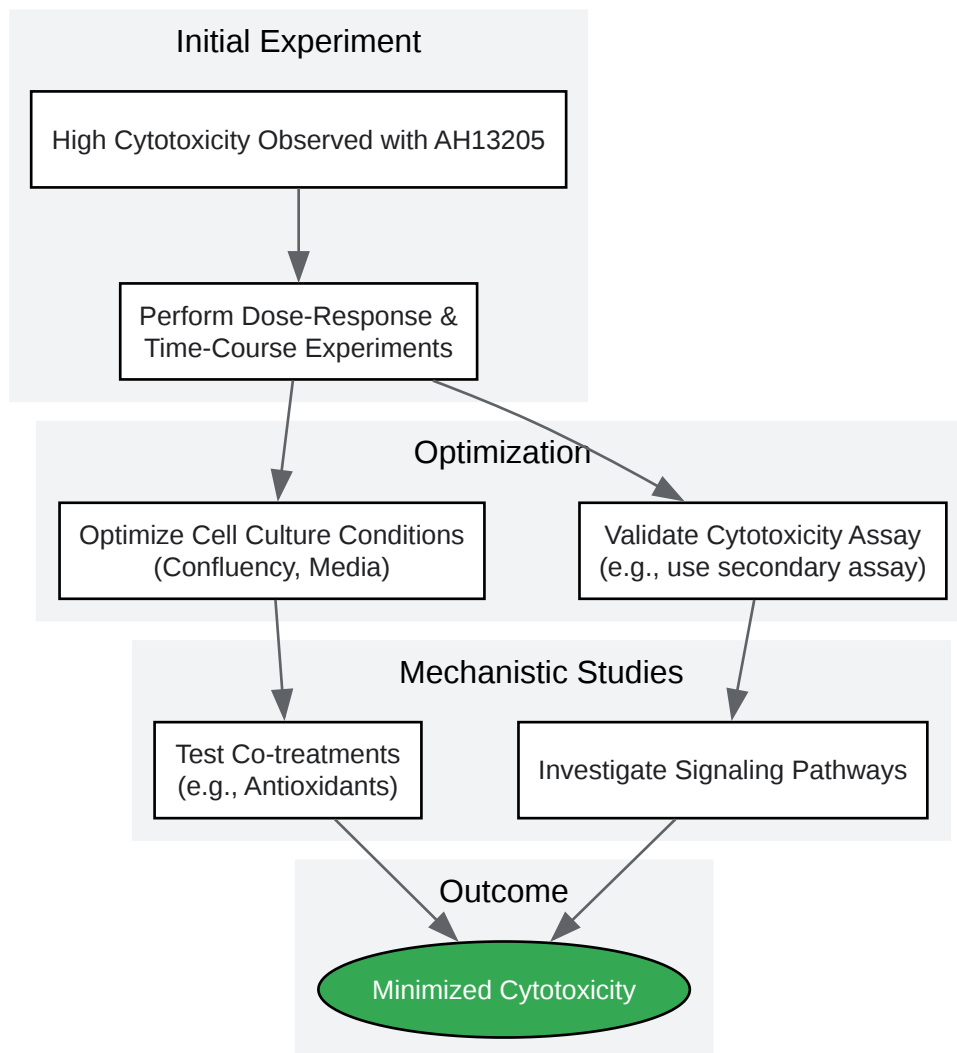 Initial Experiment
High Cytotoxicity Observed with AH13205
Perform Dose-Response &
Time-Course Experiments
Optimization
Optimize Cell Culture Conditions
(Confluency, Media)
Validate Cytotoxicity Assay
(e.g., use secondary assay)
Mechanistic Studies
Test Co-treatments
(e.g., Antioxidants)
Investigate Signaling Pathways
Outcome
Minimized Cytotoxicity